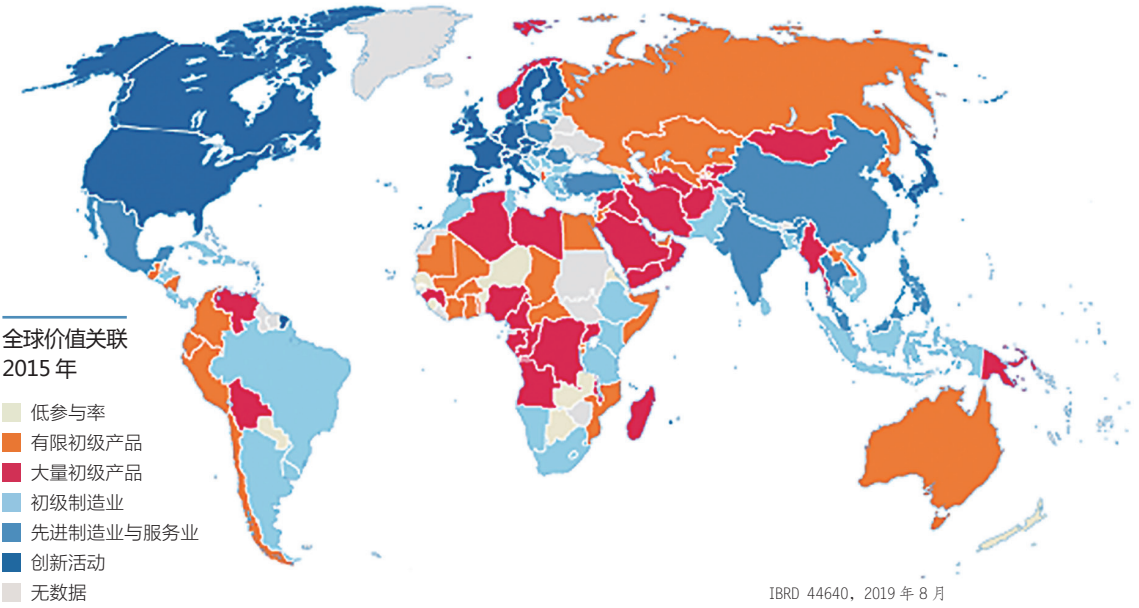 全球价值关联
2015 年
低参与率
有限初级产品
大量初级产品
初级制造业
先进制造业与服务业
创新活动
无数据
IBRD 44640，2019 年 8 月